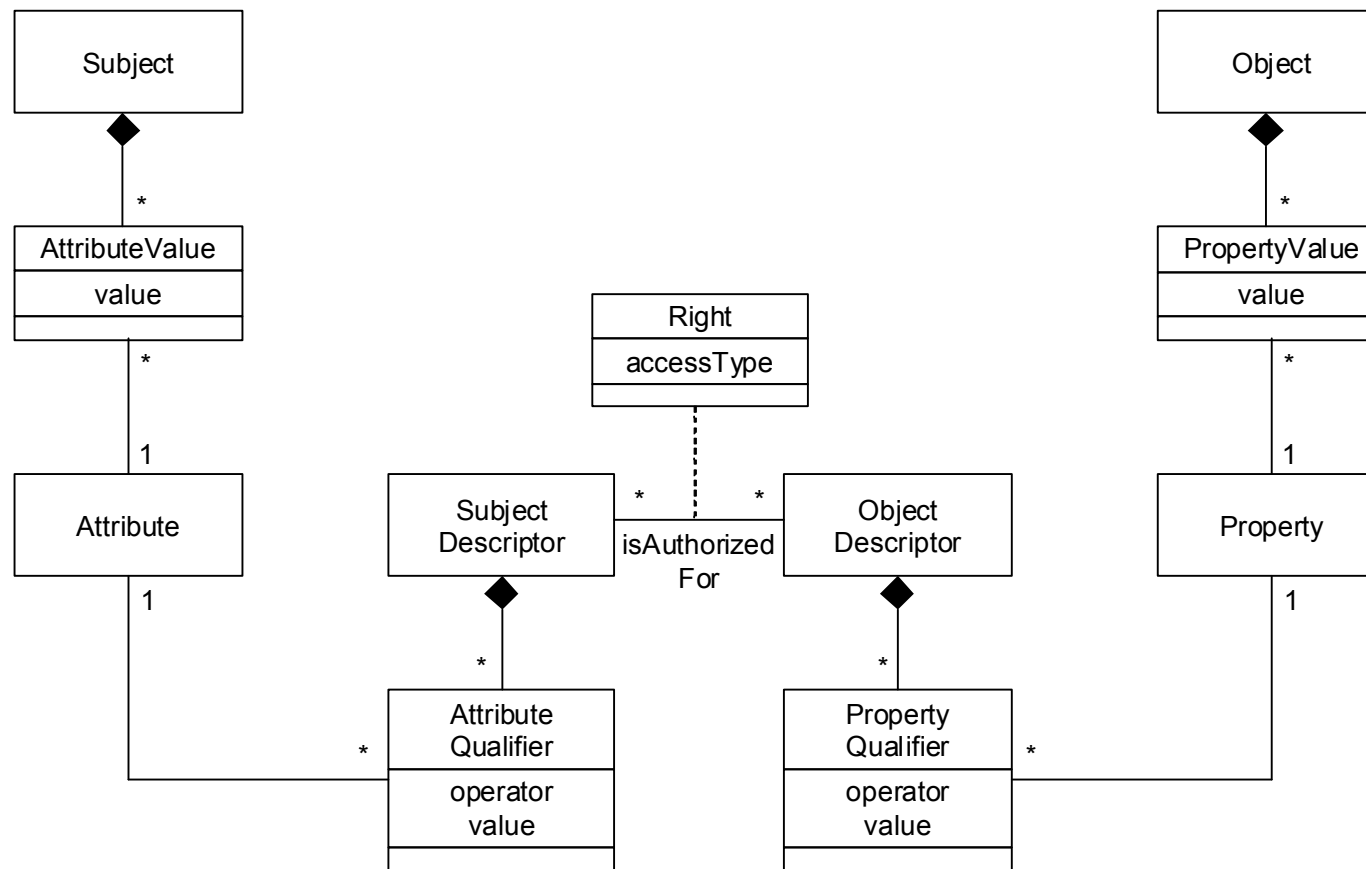 Subject
Object
*
*
AttributeValue
value
PropertyValue
value
Right
accessType
*
*
1
1
Attribute
Subject
Descriptor
*
*
isAuthorized
For
Object
Descriptor
Property
1
1
*
*
Attribute
Qualifier
operator
value
*
Property
Qualifier
operator
value
*